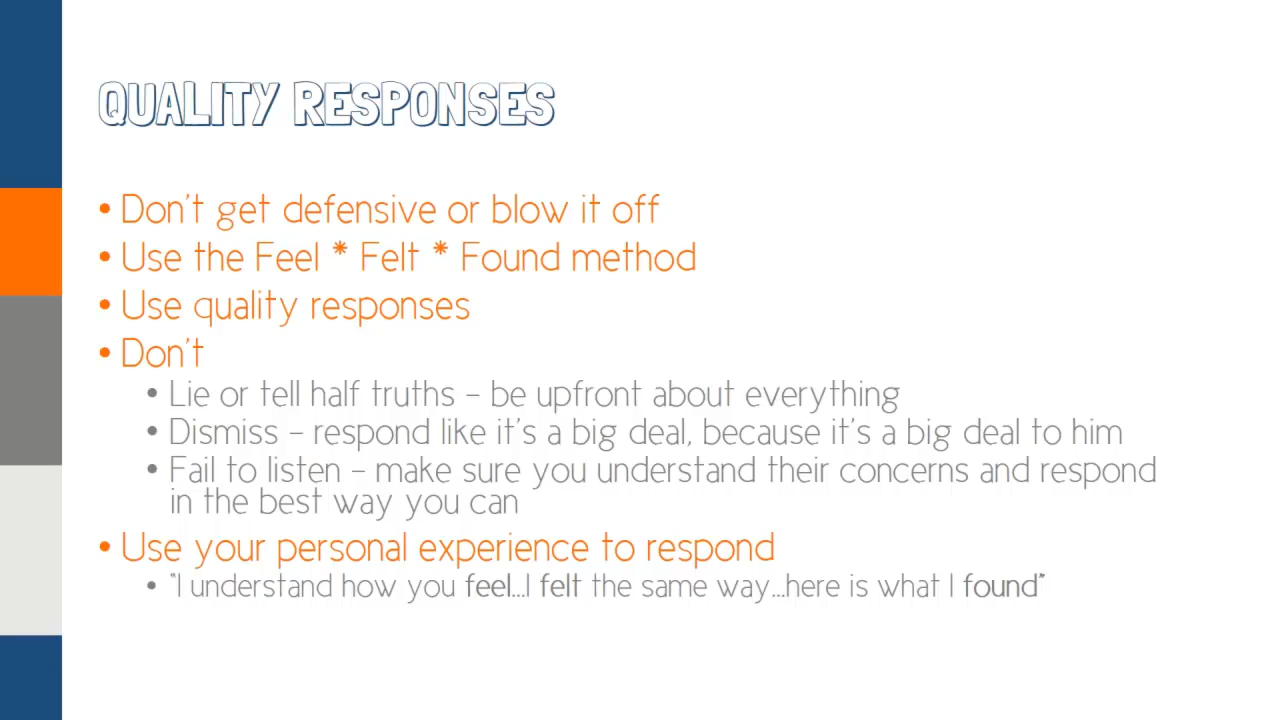 QUALITY RESPONSES
• Don't get defensive or blow it off
• Use the Feel * Felt * Found method
• Use quality responses
• Don't
• Lie or tell half truths – be upfront about everything
• Dismiss – respond like it's a big deal, because it's a big deal to him
• Fail to listen – make sure you understand their concerns and respond
in the best way you can
• Use your personal experience to respond
• "I understand how you feel...I felt the same way...here is what I found"